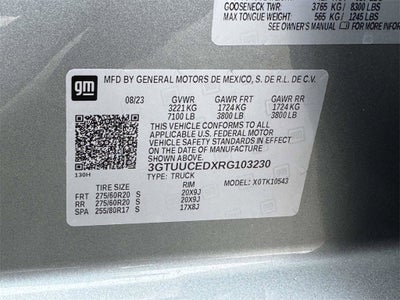 GOOSENECK TWR: 3765 KG / 8300 LBS
MAX TONGUE WEIGHT: 565 KG / 1245 LBS
SEE OWNER'S MANUAL
gm
MFD BY GENERAL MOTORS DE MEXICO, S. DE R.L. DE C.V.
08/23 GVWR GAWR FRT GAWR RR
3221 KG 1724 KG 1724 KG
7100 LB 3800 LB 3800 LB
THIS VEHICLE CONFORMS TO ALL
APPLICABLE U.S. FEDERAL MOTOR
VEHICLE SAFETY STANDARDS IN EFFECT
ON THE DATE OF MANUFACTURE
SHOWN ABOVE.
3GTUUCEDXRG103230
TYPE: TRUCK MODEL: X0TK10543
130H
TIRE RIM
FRT 275/60R20 S 20X9J
RR 275/60R20 S 20X9J
SPA 255/80R17 S 17X8J